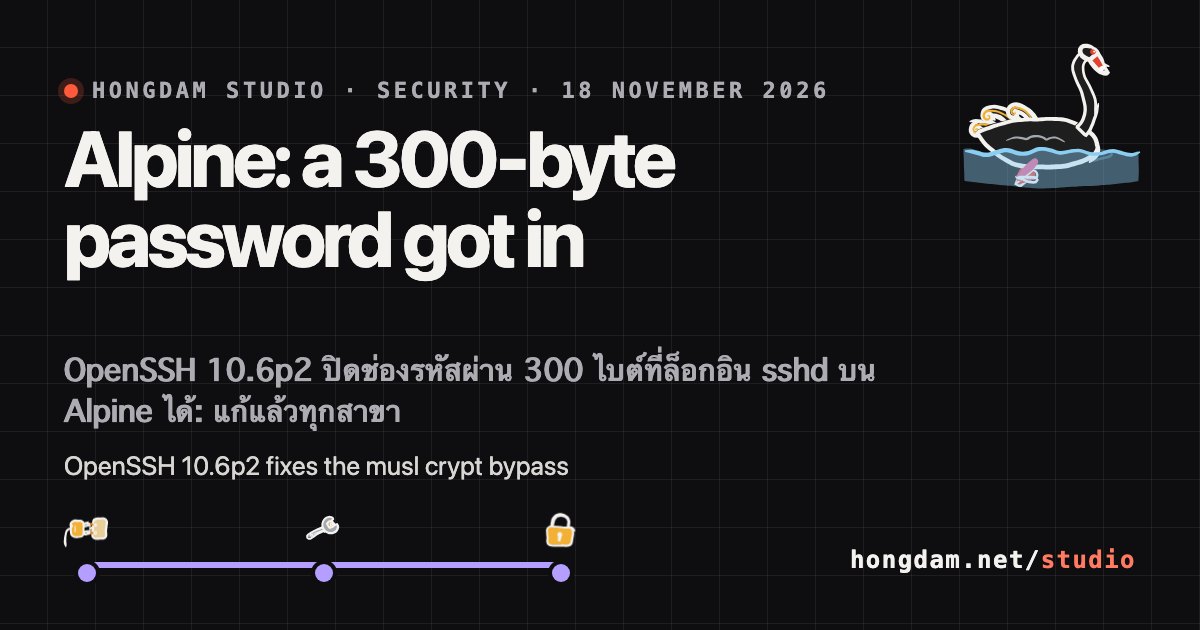 HONGDAM STUDIO · SECURITY · 18 NOVEMBER 2026
Alpine: a 300-byte
password got in
OpenSSH 10.6p2 ปิดช่องรหัสผ่าน 300 ไบต์ที่ล็อกอิน sshd บน
Alpine ได้: แก้แล้วทุกสาขา
OpenSSH 10.6p2 fixes the musl crypt bypass
hongdam.net/studio